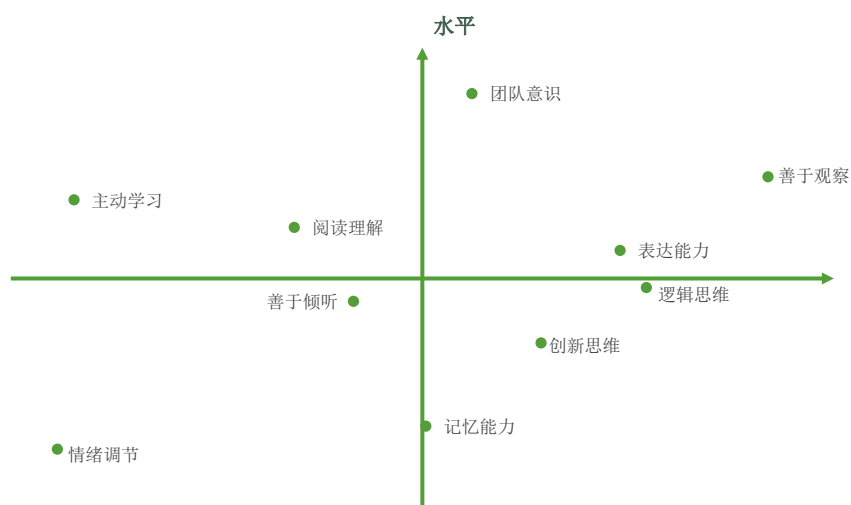 水平
团队意识
善于观察
主动学习
阅读理解
表达能力
善于倾听
逻辑思维
创新思维
记忆能力
情绪调节